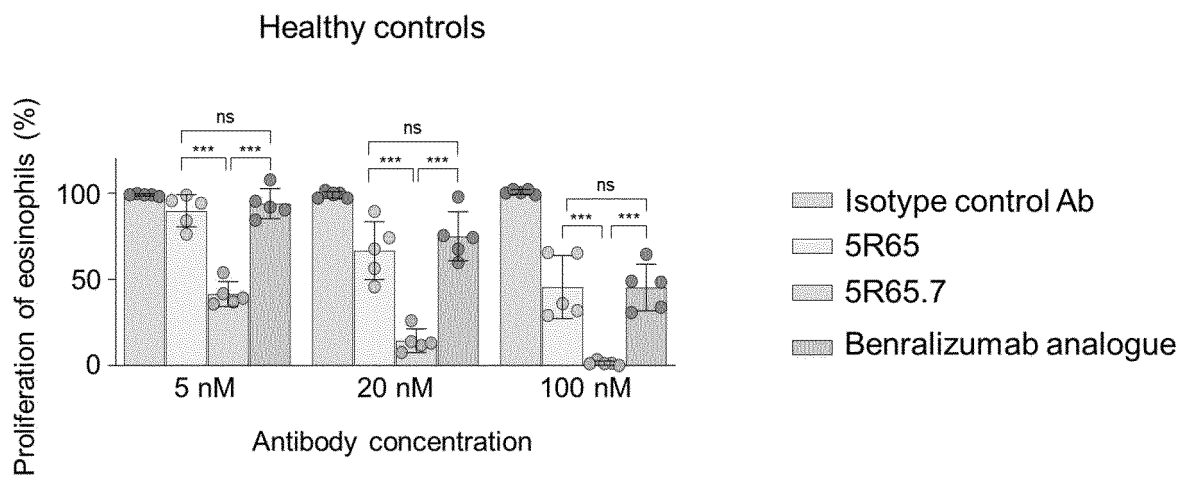 Healthy controls
Proliferation of eosinophils (%)
100
50
0
ns
*** ***
ns
*** ***
ns
*** ***
5 nM 20 nM 100 nM
Antibody concentration
Isotype control Ab
5R65
5R65.7
Benralizumab analogue